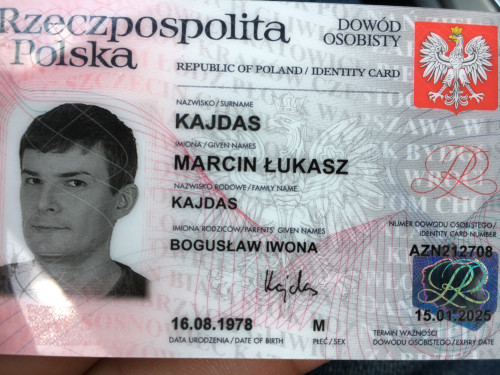 Rzeczpospolita
Polska
DOWÓD
OSOBISTY
REPUBLIC OF POLAND / IDENTITY CARD
NAZWISKO / SURNAME
KAJDAS
IMIONA / GIVEN NAMES
MARCIN ŁUKASZ
NAZWISKO RODOWE / FAMILY NAME
KAJDAS
IMIONA RODZICÓW / PARENTS' GIVEN NAMES
BOGUSŁAW IWONA
NUMER DOWODU OSOBISTEGO /
IDENTITY CARD NUMBER
AZN212708
Kajdas
16.08.1978
M
15.01.2025
DATA URODZENIA / DATE OF BIRTH
PŁEĆ / SEX
TERMIN WAŻNOŚCI
DOWODU OSOBISTEGO / EXPIRY DATE